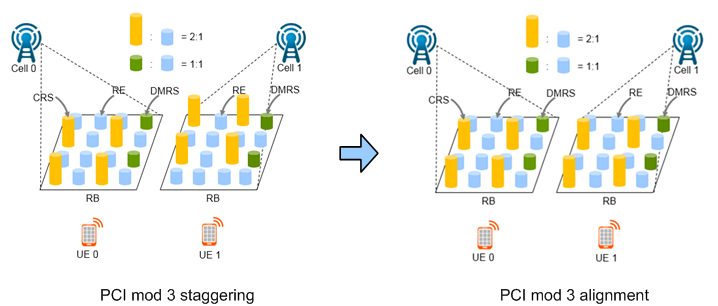 : = 2:1
: = 1:1
Cell 0
Cell 1
CRS
RE
DMRS
RE
DMRS
RB
RB
UE 0
UE 1
PCI mod 3 staggering
: = 2:1
: = 1:1
Cell 0
Cell 1
CRS
RE
DMRS
RE
DMRS
RB
RB
UE 0
UE 1
PCI mod 3 alignment